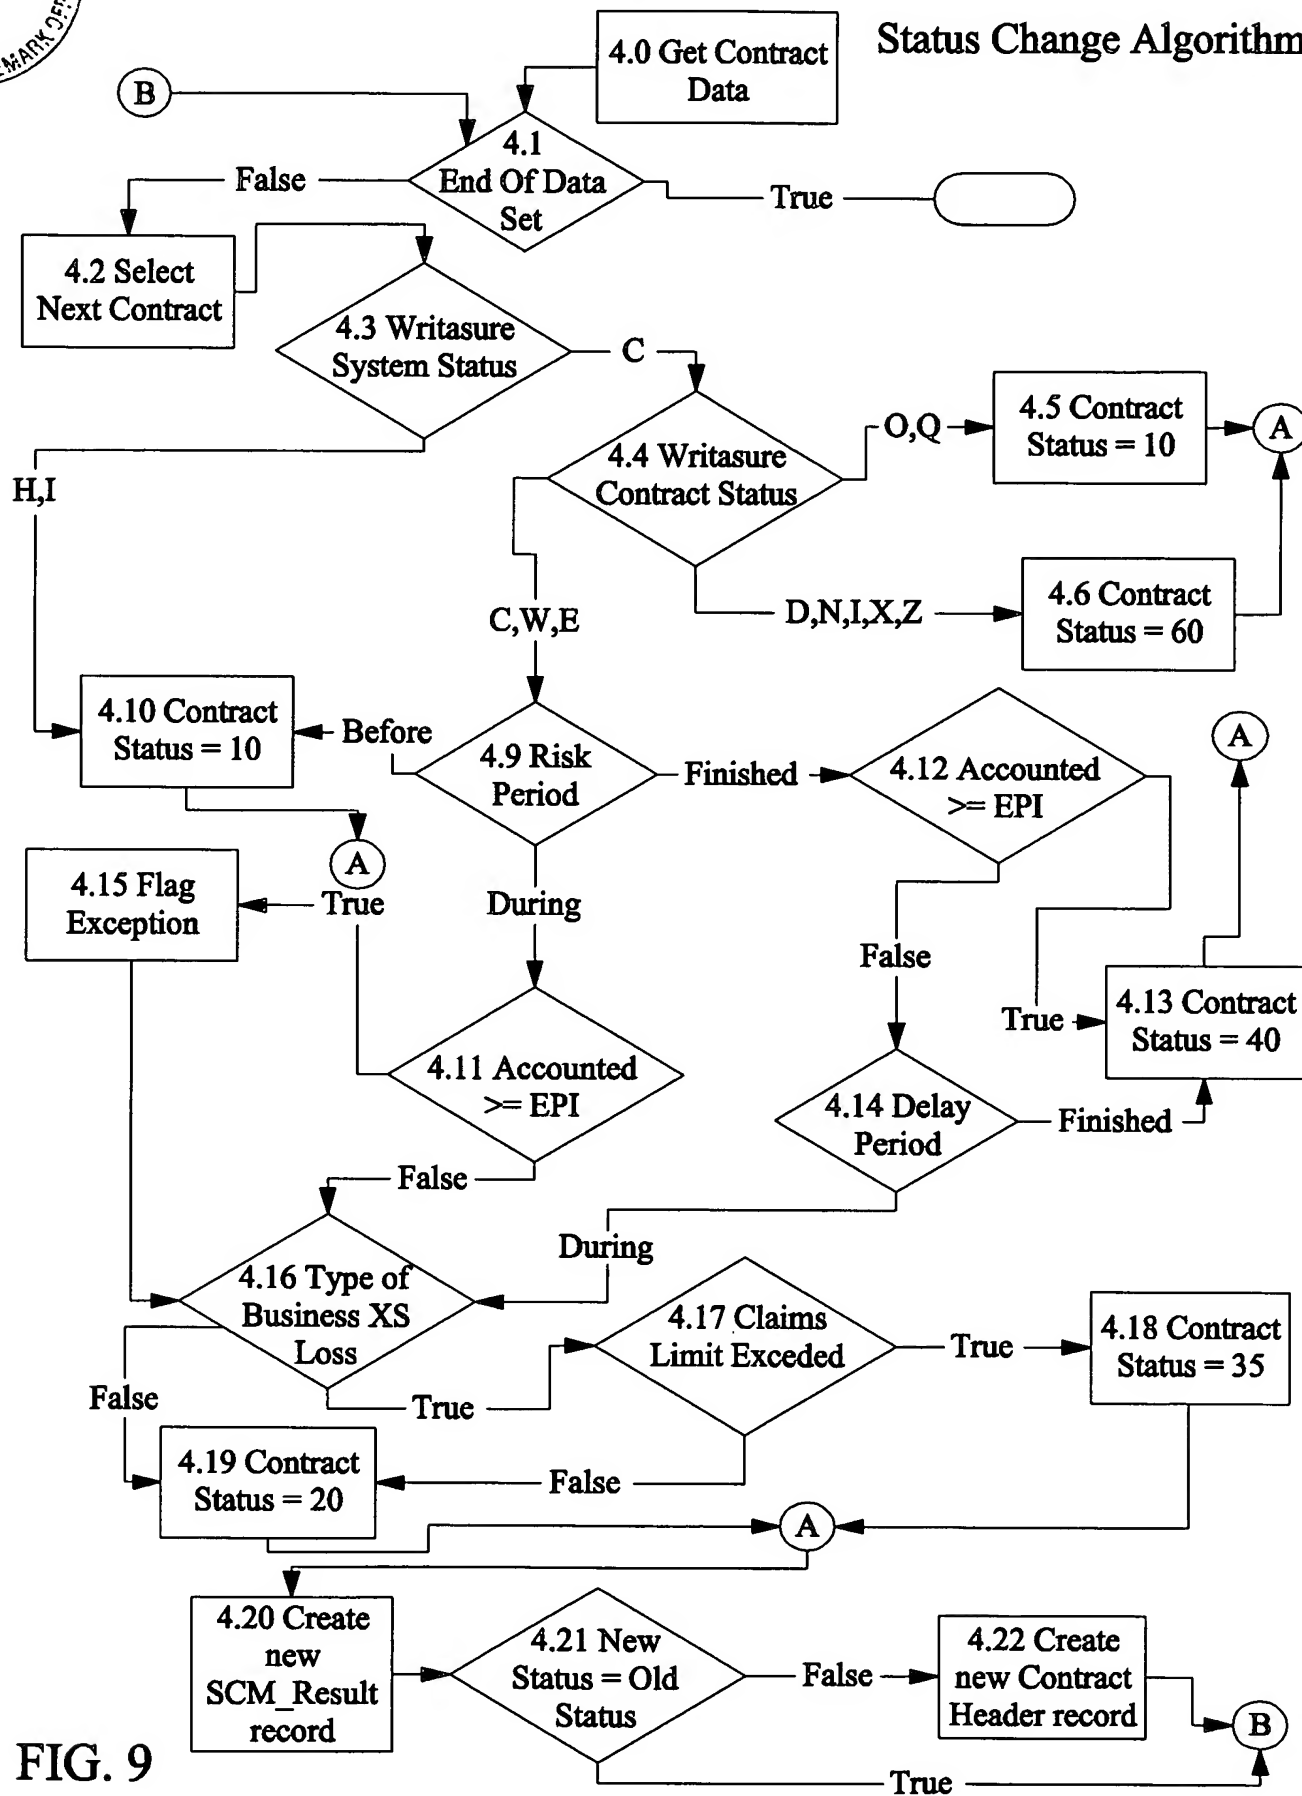 Status Change Algorithm
4.0 Get Contract
Data
B
4.1
End Of Data
Set
False
True
4.2 Select
Next Contract
4.3 Writasure
System Status
C
H,I
4.4 Writasure
Contract Status
O,Q
4.5 Contract
Status = 10
A
D,N,I,X,Z
4.6 Contract
Status = 60
C,W,E
4.10 Contract
Status = 10
Before
4.9 Risk
Period
Finished
4.12 Accounted
>= EPI
A
A
4.15 Flag
Exception
True
During
False
True
4.13 Contract
Status = 40
4.11 Accounted
>= EPI
4.14 Delay
Period
Finished
False
During
4.16 Type of
Business XS
Loss
4.17 Claims
Limit Exceded
True
4.18 Contract
Status = 35
False
True
4.19 Contract
Status = 20
False
A
4.20 Create
new
SCM_Result
record
4.21 New
Status = Old
Status
False
4.22 Create
new Contract
Header record
B
True
FIG. 9